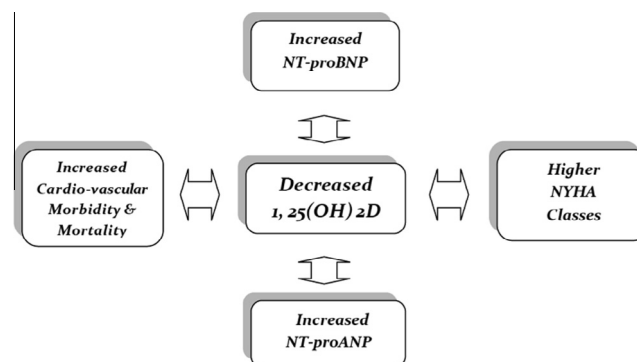 Increased
NT-proBNP
Increased
Cardio-vascular
Morbidity &
Mortality
Decreased
1, 25(OH) 2D
Higher
NYHA
Classes
Increased
NT-proANP